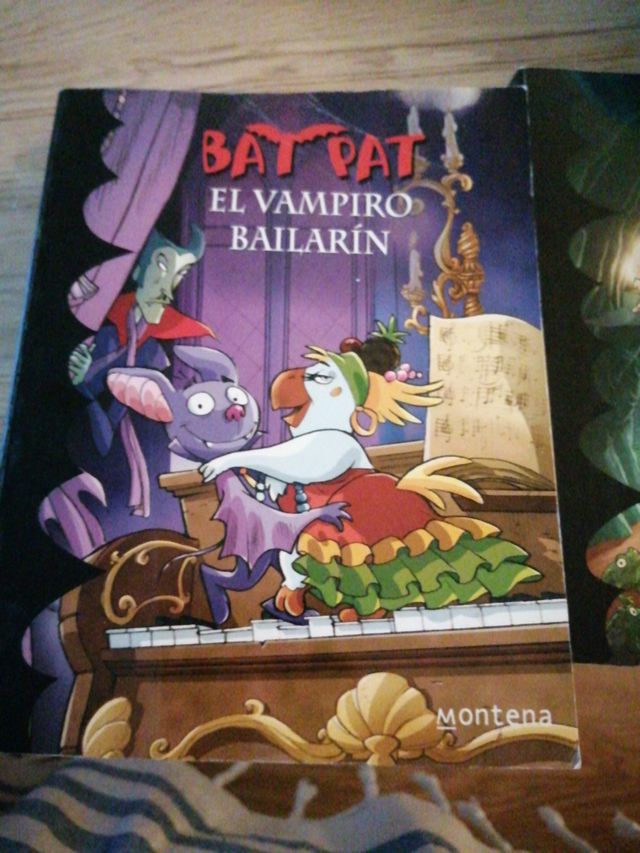 BAT PAT
EL VAMPIRO
BAILARÍN
Montena